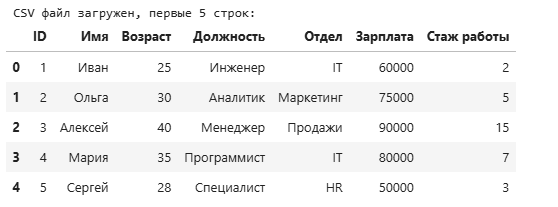 CSV файл загружен, первые 5 строк:
ID Имя Возраст Должность Отдел Зарплата Стаж работы
0 1 Иван 25 Инженер IT 60000 2
1 2 Ольга 30 Аналитик Маркетинг 75000 5
2 3 Алексей 40 Менеджер Продажи 90000 15
3 4 Мария 35 Программист IT 80000 7
4 5 Сергей 28 Специалист HR 50000 3